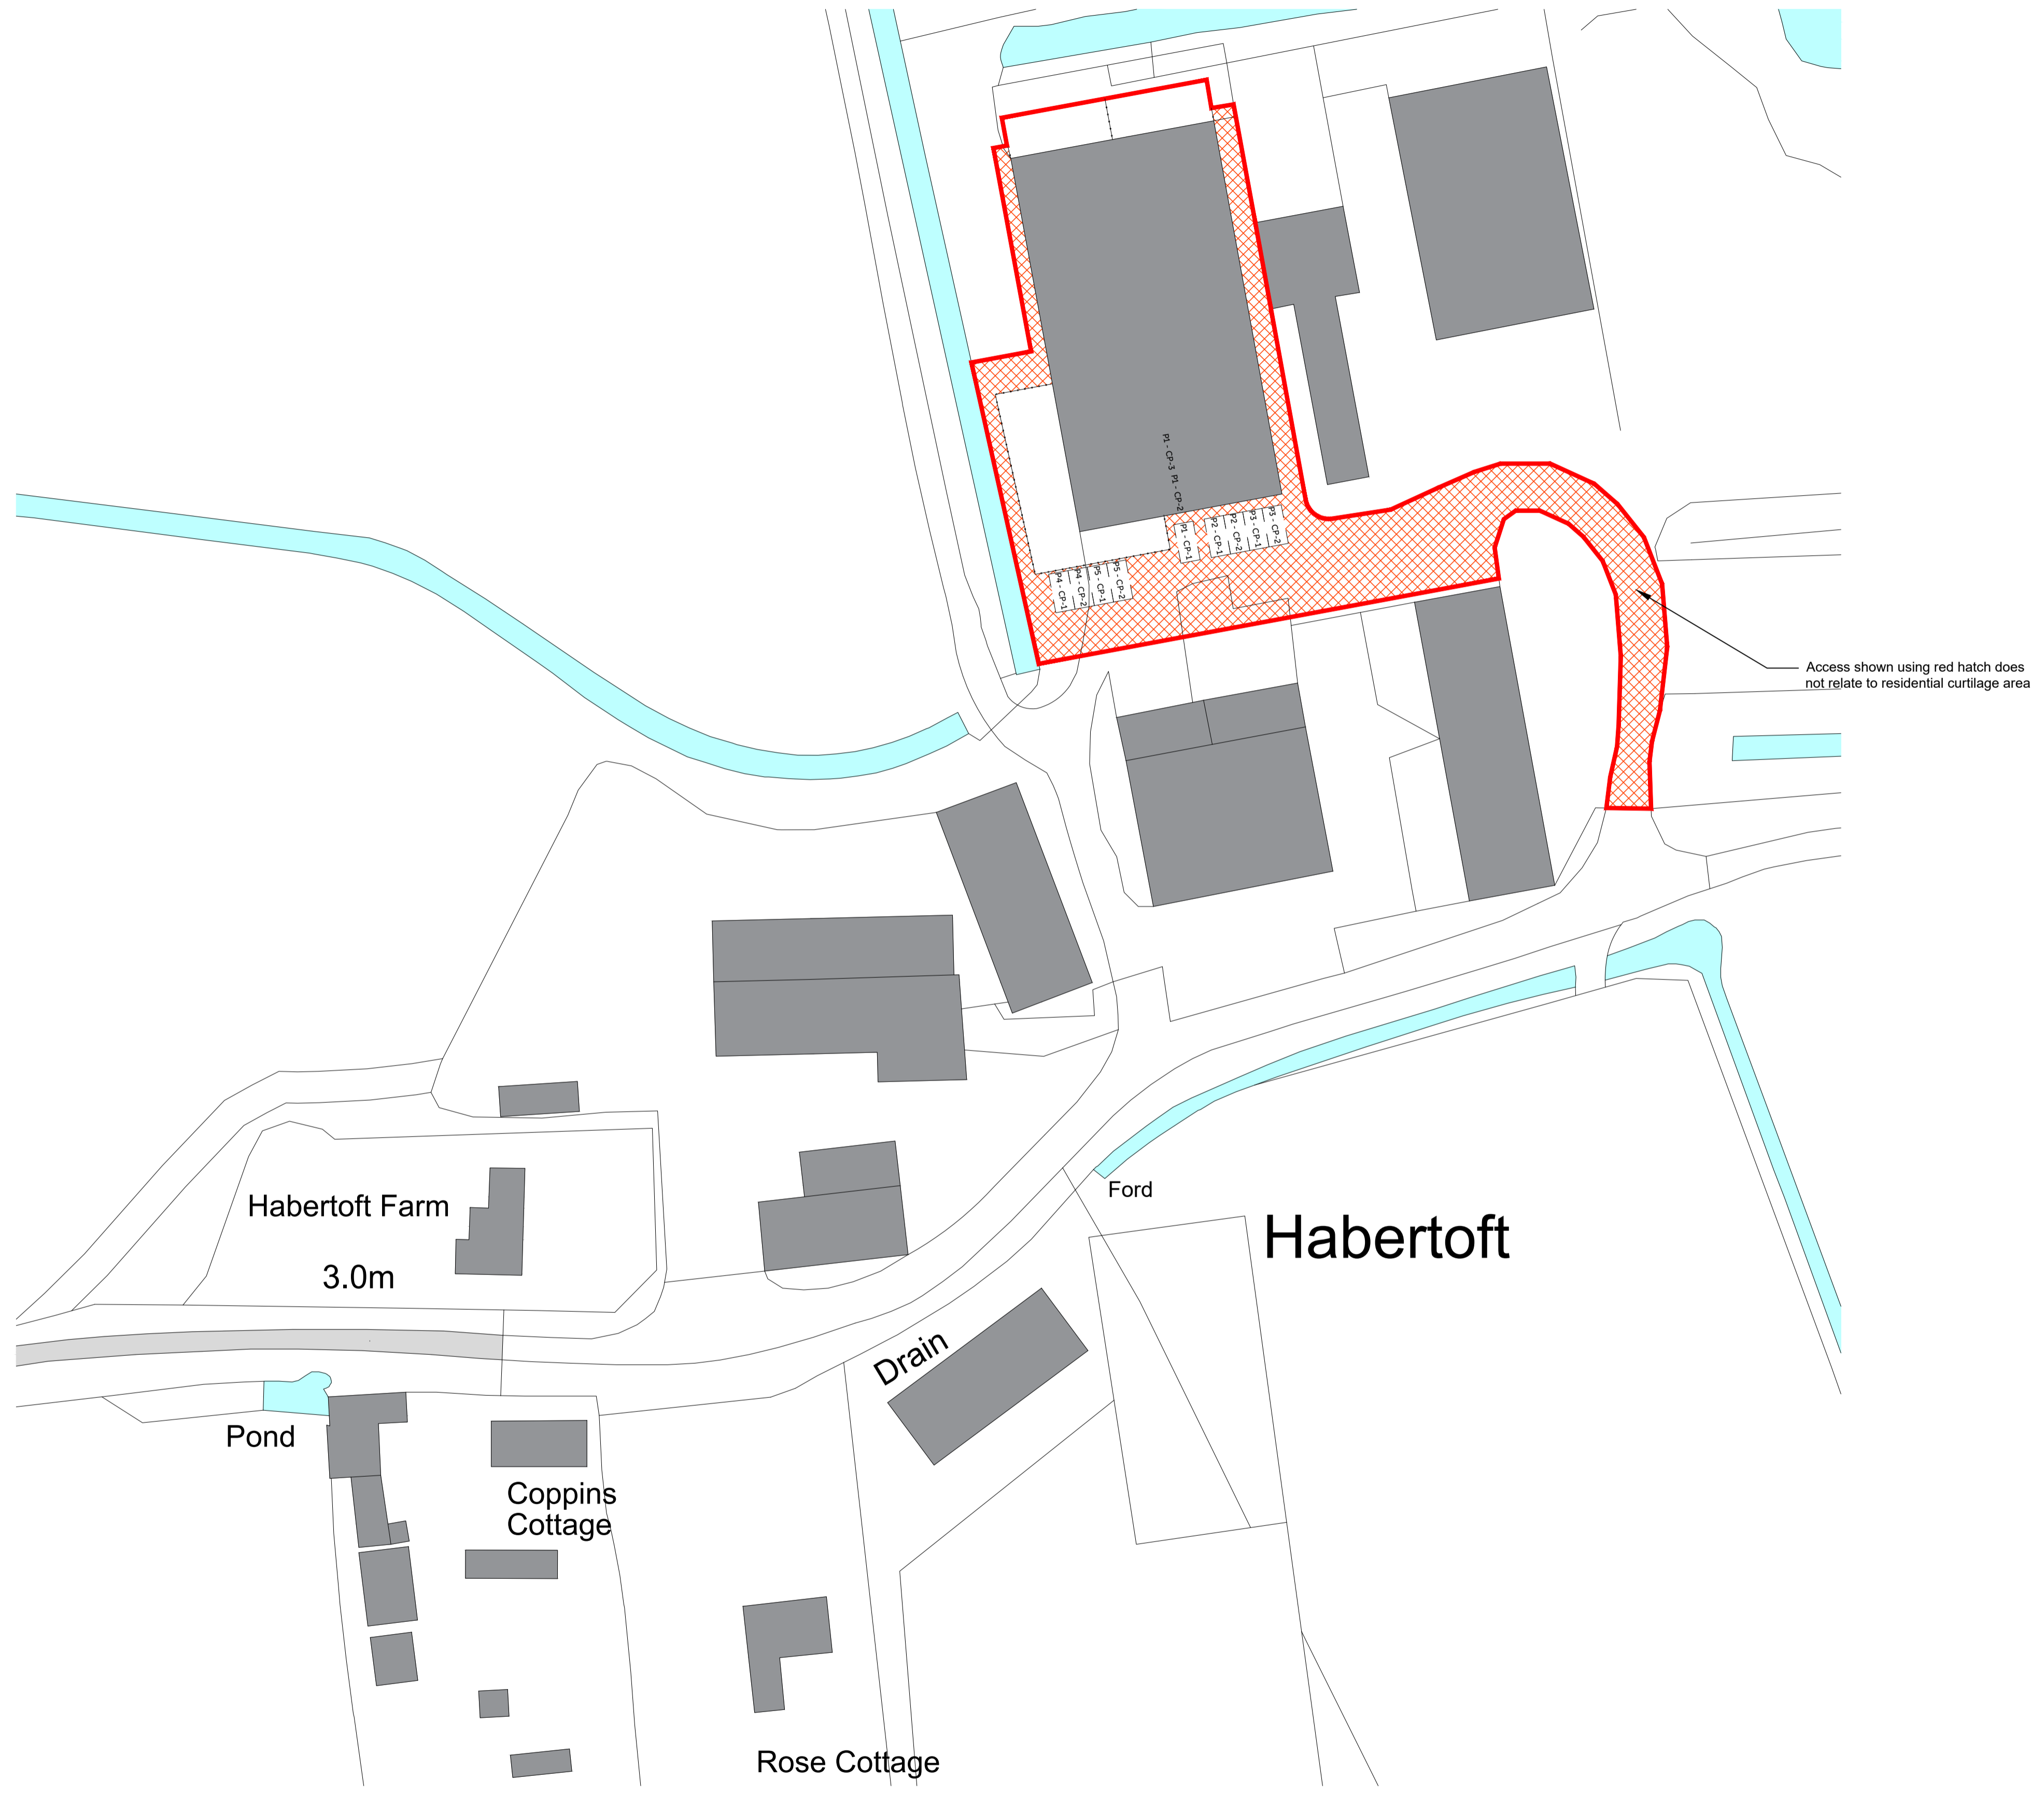 P1 - CP-3
P1 - CP-2
P1 - CP-1
P2 - CP-1
P2 - CP-2
P3 - CP-1
P3 - CP-2
P4 - CP-1
P4 - CP-2
P5 - CP-1
P5 - CP-2
Access shown using red hatch does
not relate to residential curtilage area
Ford
Habertoft Farm
Habertoft
3.0m
Drain
Pond
Coppins
Cottage
Rose Cottage